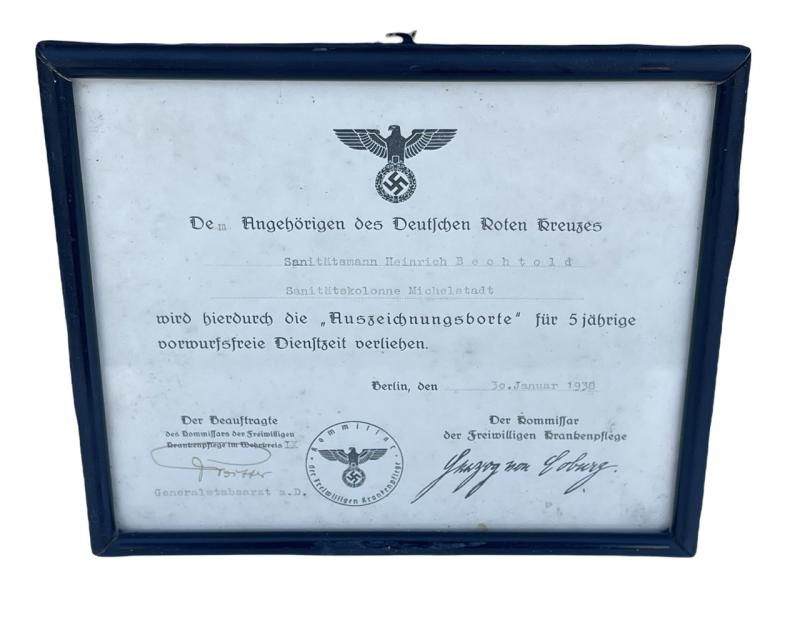 Dem Angehörigen des Deutschen Roten Kreuzes
Sanitätsmann Heinrich Bechtold
Sanitätskolonne Michelstadt
wird hierdurch die „Auszeichnungsborte" für 5 jährige
vorwurfsfreie Dienstzeit verliehen.
Berlin, den 30. Januar 1938
Der Beauftragte
des Kommissars der Freiwilligen
Krankenpflege im Wehrkreis IX
Generalstabsarzt a.D.
Kommissar
der Freiwilligen Krankenpflege
Der Kommissar
der Freiwilligen Krankenpflege
Herzog von Coburg.